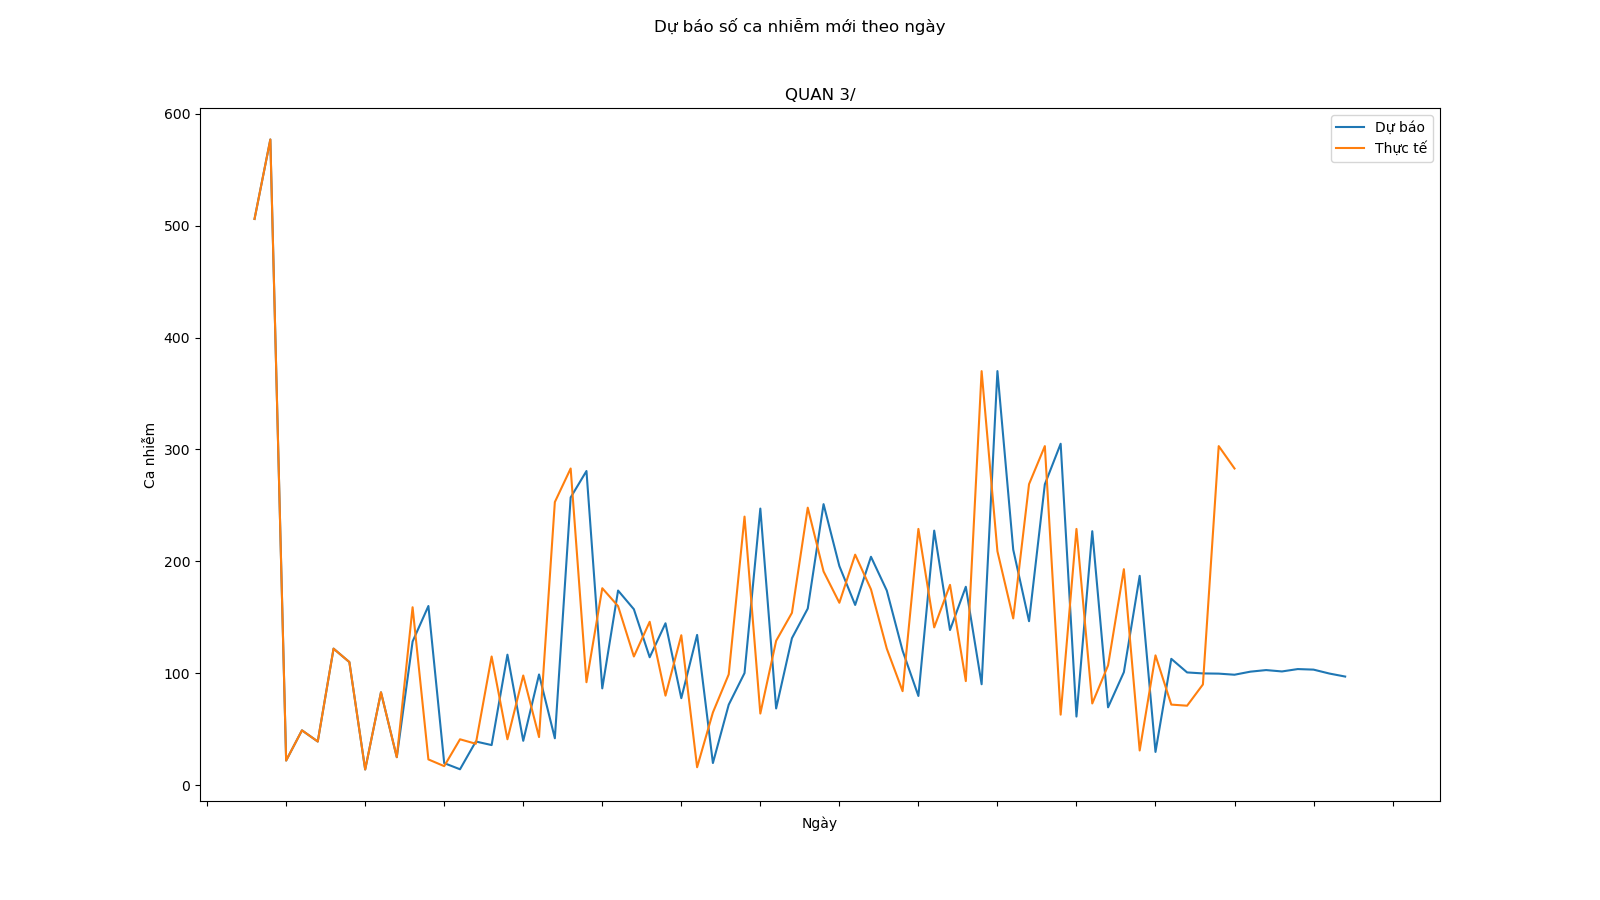 Dự báo số ca nhiễm mới theo ngày
QUAN 3/
Dự báo
Thực tế
600
500
400
300
200
100
0
Ca nhiễm
Ngày